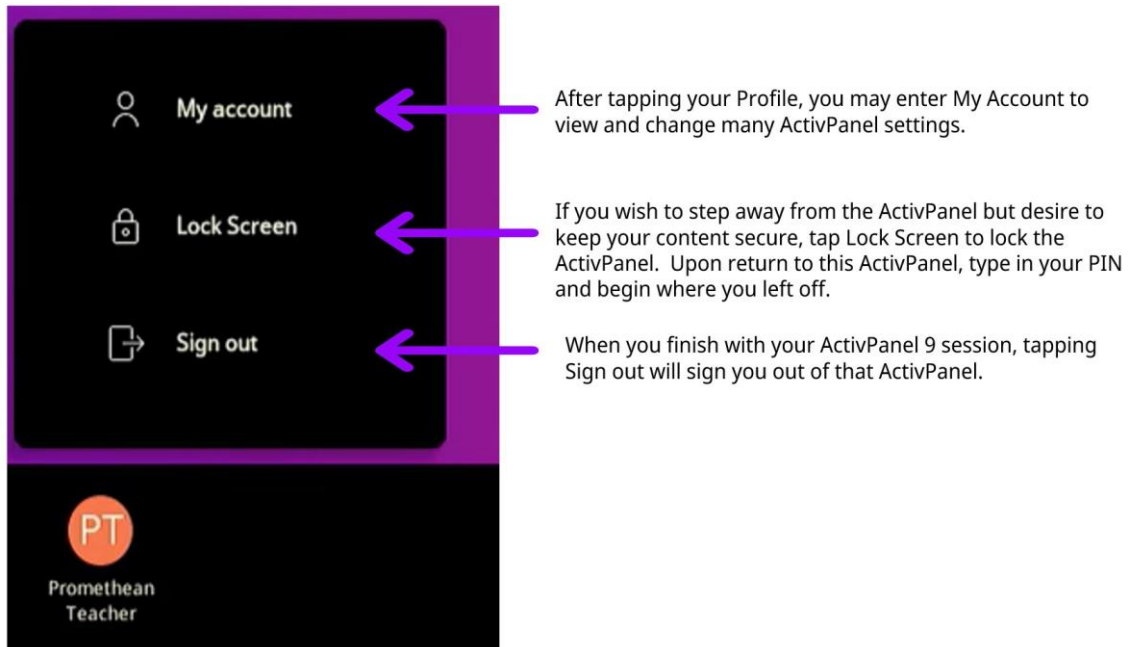 My account
After tapping your Profile, you may enter My Account to
view and change many ActivPanel settings.
Lock Screen
If you wish to step away from the ActivPanel but desire to
keep your content secure, tap Lock Screen to lock the
ActivPanel.  Upon return to this ActivPanel, type in your PIN
and begin where you left off.
Sign out
When you finish with your ActivPanel 9 session, tapping
Sign out will sign you out of that ActivPanel.
PT
Promethean
Teacher